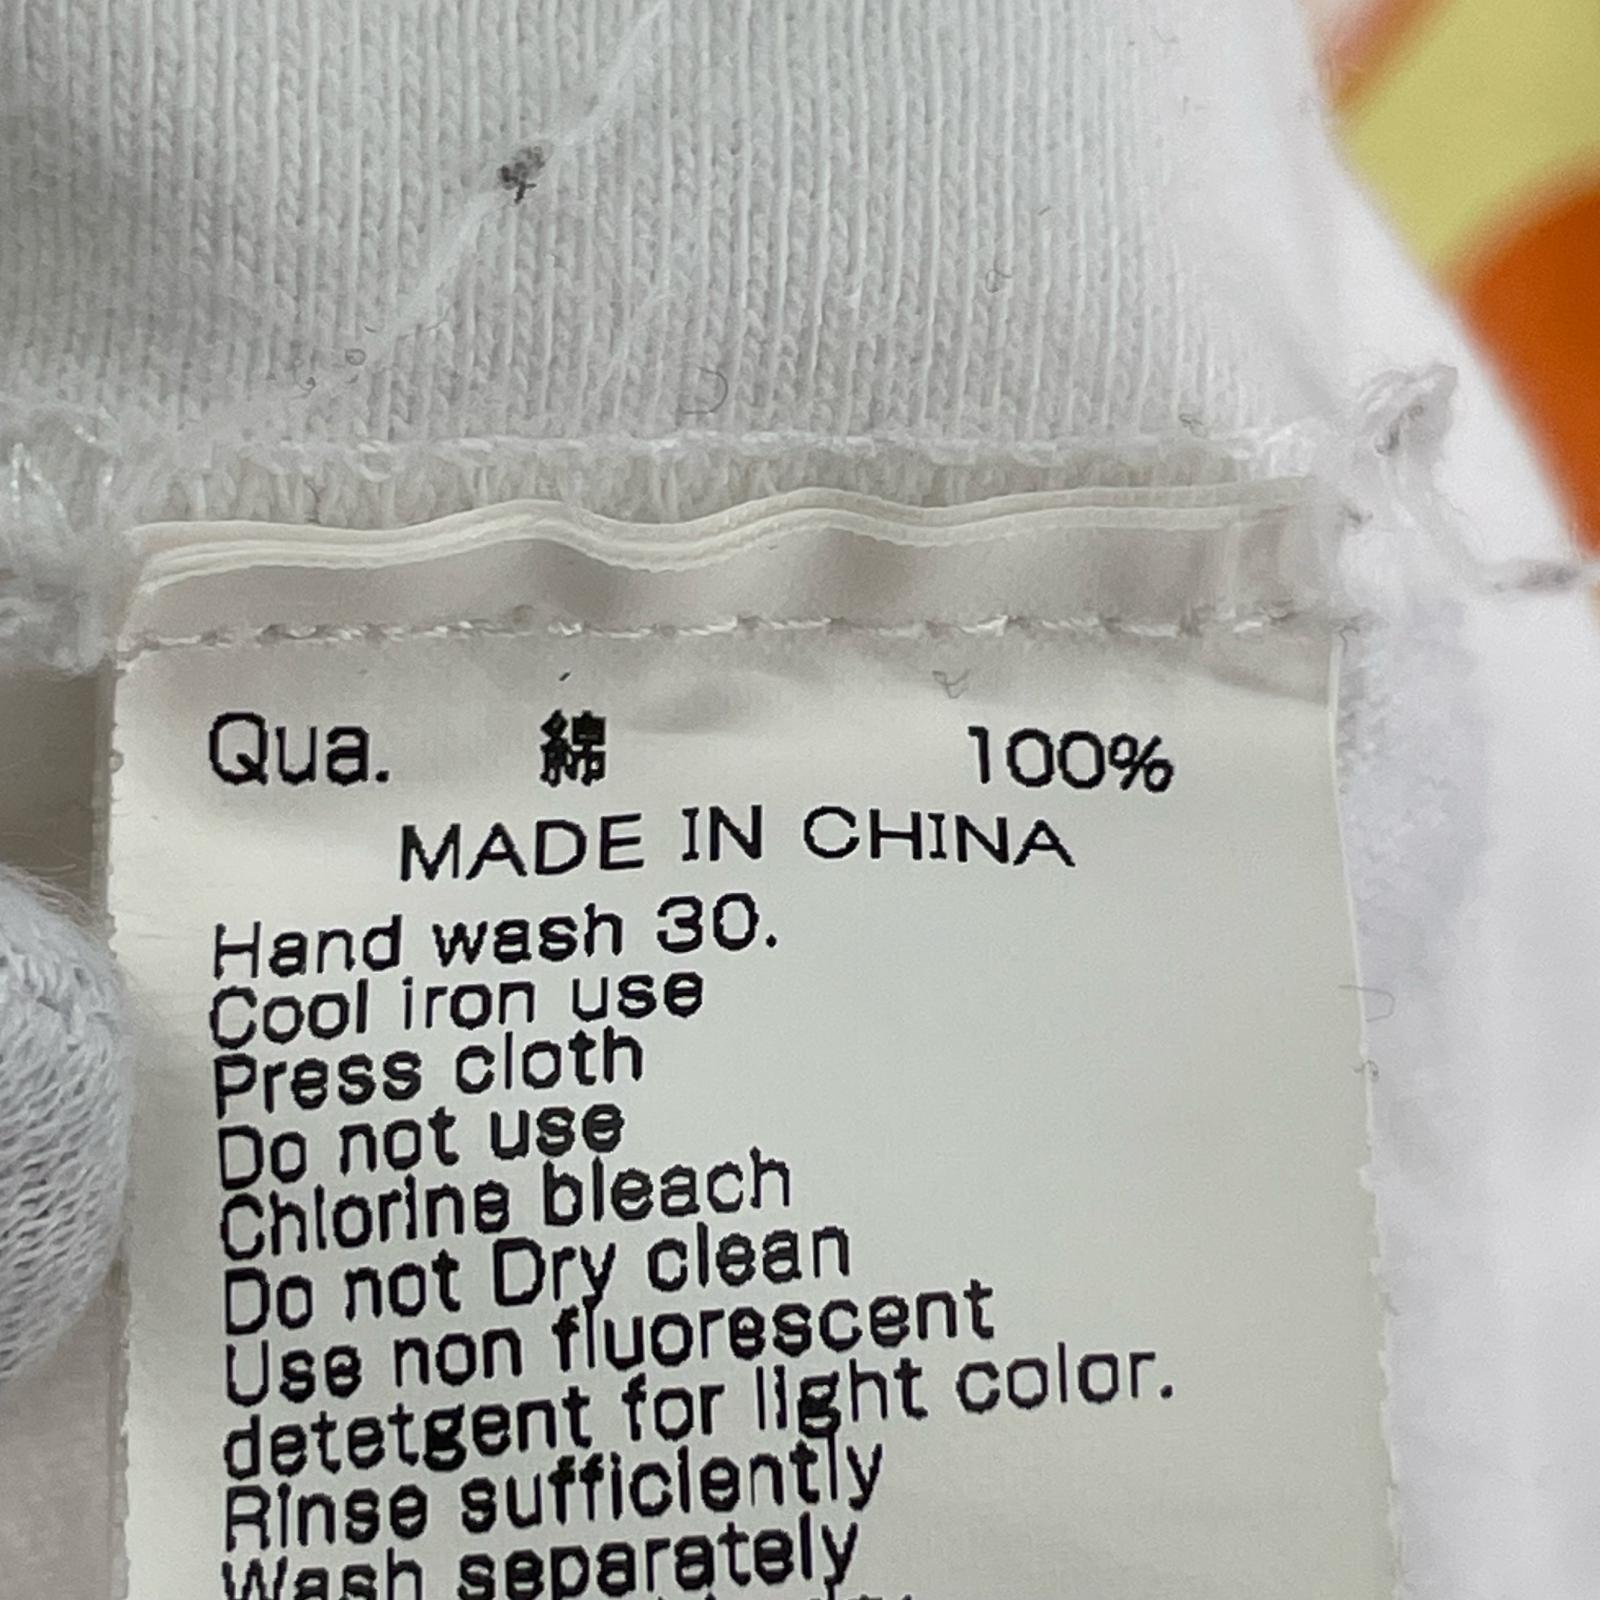 Qua. 綿 100%
MADE IN CHINA
Hand wash 30.
Cool iron use
Press cloth
Do not use
Chlorine bleach
Do not Dry clean
Use non fluorescent
detetgent for light color.
Rinse sufficiently
Wash separately